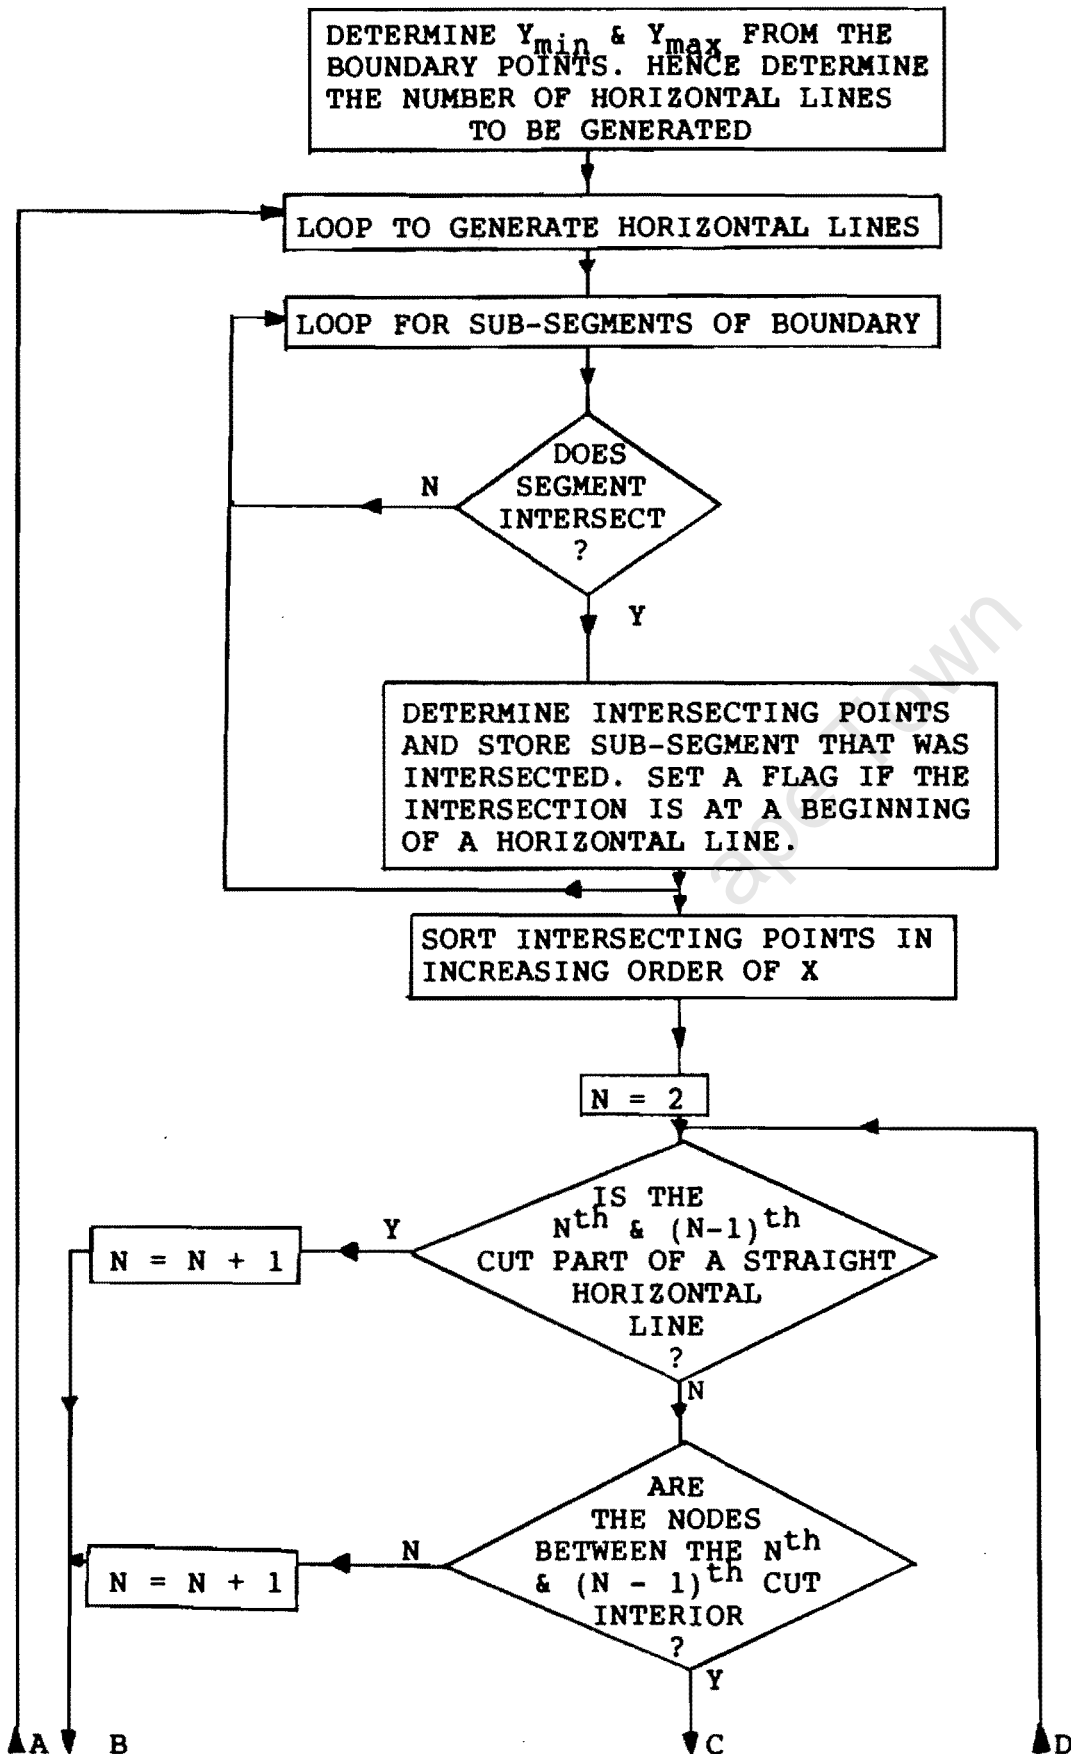 DETERMINE Ymin & Ymax FROM THE
BOUNDARY POINTS. HENCE DETERMINE
THE NUMBER OF HORIZONTAL LINES
TO BE GENERATED
LOOP TO GENERATE HORIZONTAL LINES
LOOP FOR SUB-SEGMENTS OF BOUNDARY
DOES
N
SEGMENT
INTERSECT
?
Y
DETERMINE INTERSECTING POINTS
AND STORE SUB-SEGMENT THAT WAS
INTERSECTED. SET A FLAG IF THE
INTERSECTION IS AT A BEGINNING
OF A HORIZONTAL LINE.
ape Town
SORT INTERSECTING POINTS IN
INCREASING ORDER OF X
N = 2
IS THE
Nth & (N-1)th
Y
N = N + 1
CUT PART OF A STRAIGHT
HORIZONTAL
LINE
?
N
ARE
THE NODES
N
BETWEEN THE Nth
N = N + 1
& (N - 1)th CUT
INTERIOR
?
Y
A
B
C
D